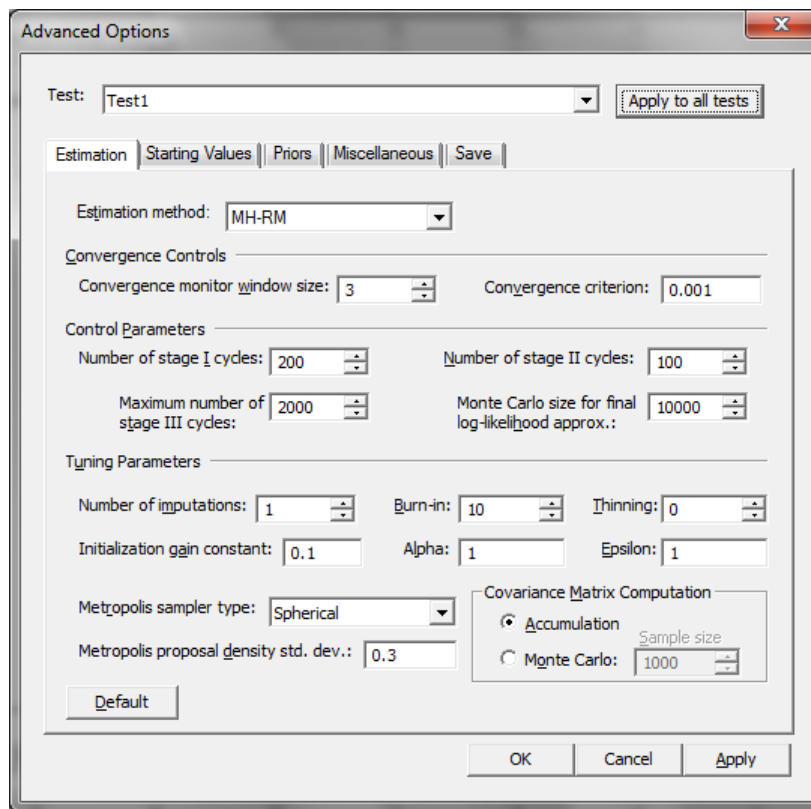 Advanced Options
Test: Test1 Apply to all tests
Estimation Starting Values Priors Miscellaneous Save
Estimation method: MH-RM
Convergence Controls
Convergence monitor window size: 3 Convergence criterion: 0.001
Control Parameters
Number of stage I cycles: 200 Number of stage II cycles: 100
Maximum number of stage III cycles: 2000 Monte Carlo size for final log-likelihood approx.: 10000
Tuning Parameters
Number of imputations: 1 Burn-in: 10 Thinning: 0
Initialization gain constant: 0.1 Alpha: 1 Epsilon: 1
Metropolis sampler type: Spherical
Metropolis proposal density std. dev.: 0.3
Covariance Matrix Computation
Accumulation
Sample size
Monte Carlo: 1000
Default
OK Cancel Apply